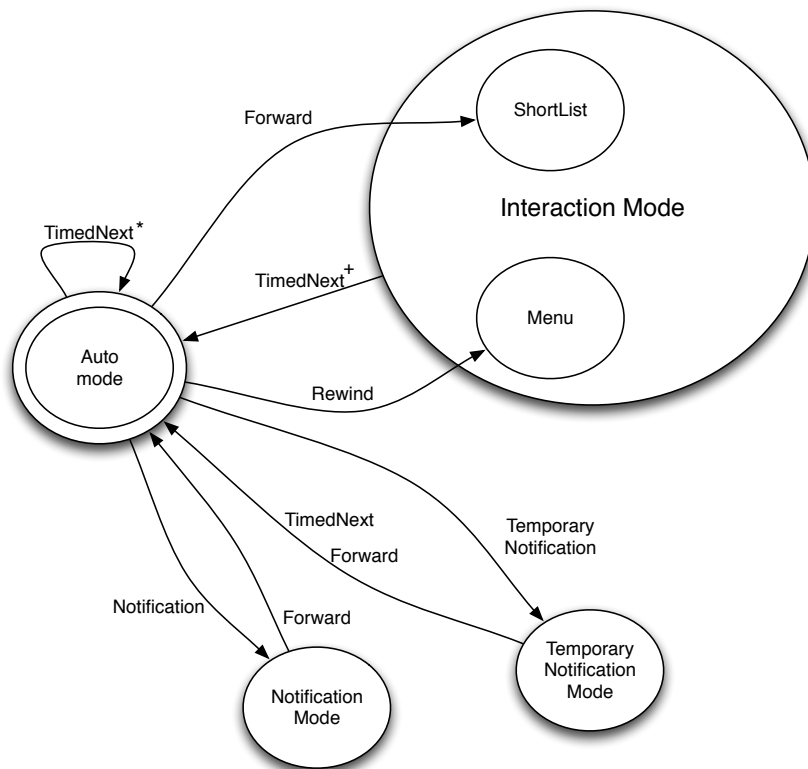 ShortList
Forward
Interaction Mode
TimedNext*
TimedNext+
Menu
Auto
mode
Rewind
TimedNext
Forward
Temporary
Notification
Notification
Forward
Temporary
Notification
Mode
Notification
Mode